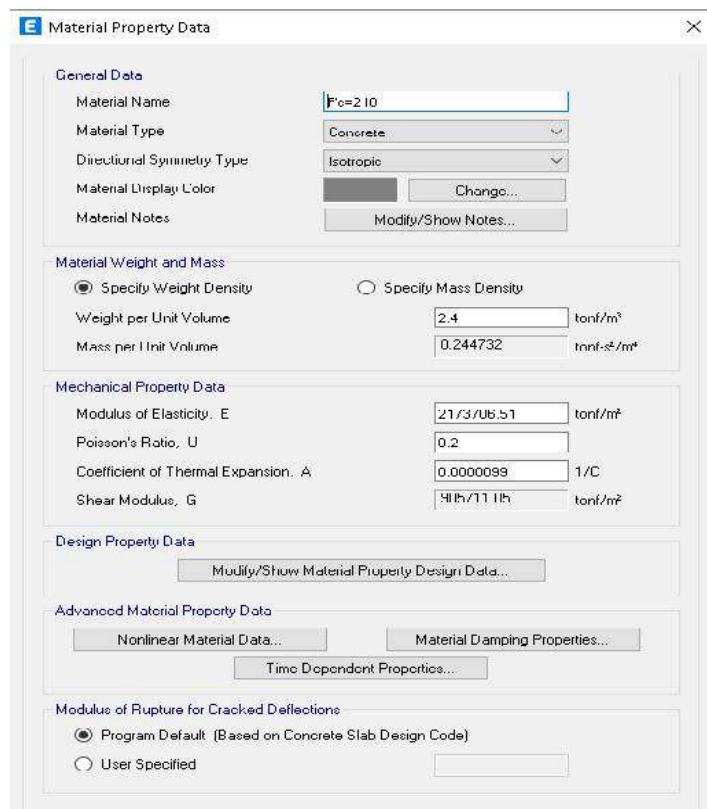 E Material Property Data
General Data
Material Name F'c=210
Material Type Concrete
Directional Symmetry Type Isotropic
Material Display Color Change...
Material Notes Modify/Show Notes...
Material Weight and Mass
Specify Weight Density Specify Mass Density
Weight per Unit Volume 2.4 tonf/m³
Mass per Unit Volume 0.244732 tonf-s²/m⁴
Mechanical Property Data
Modulus of Elasticity, E 2173706.51 tonf/m²
Poisson's Ratio, U 0.2
Coefficient of Thermal Expansion, A 0.0000099 1/C
Shear Modulus, G 905711.05 tonf/m²
Design Property Data
Modify/Show Material Property Design Data...
Advanced Material Property Data
Nonlinear Material Data... Material Damping Properties...
Time Dependent Properties...
Modulus of Rupture for Cracked Deflections
Program Default (Based on Concrete Slab Design Code)
User Specified